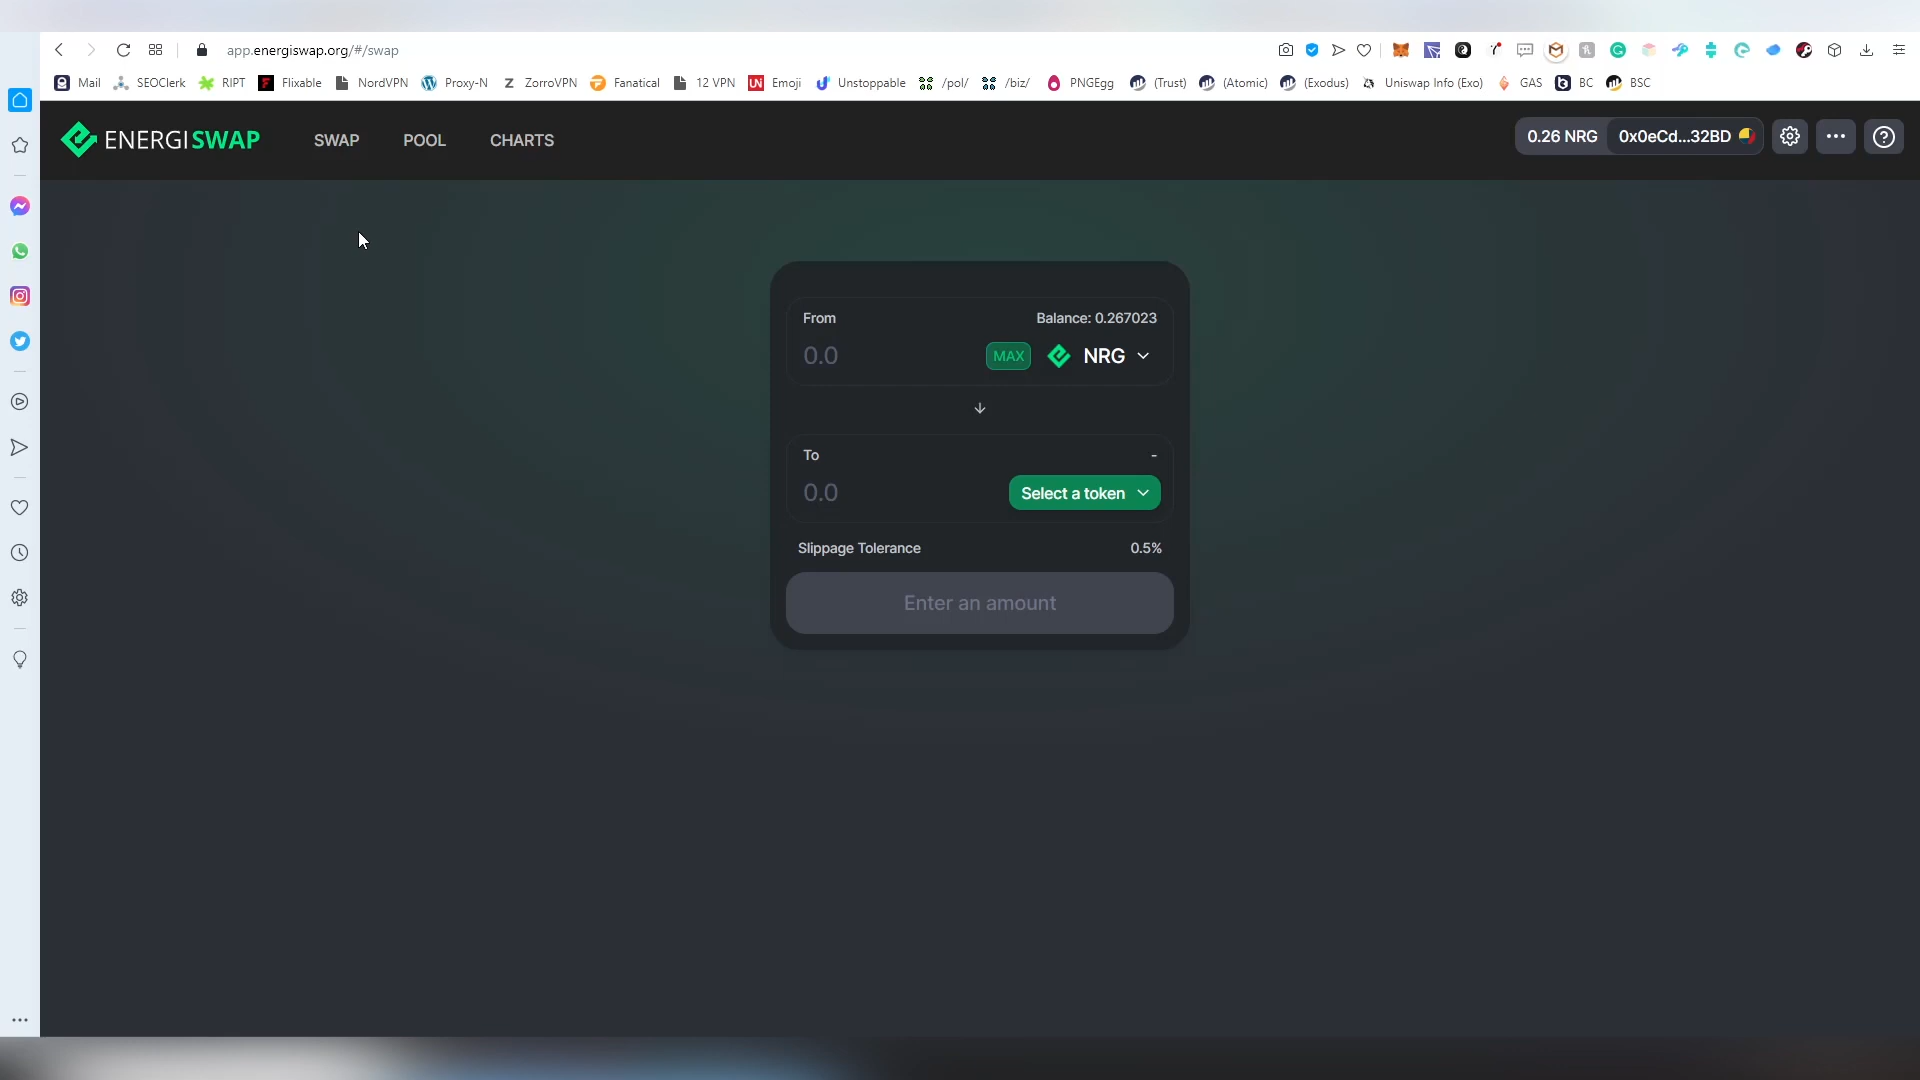 app.energiswap.org/#/swap
Mail SEOClerk RIPT Flixable NordVPN Proxy-N ZorroVPN Fanatical 12 VPN Emoji Unstoppable /pol/ /biz/ PNGEgg (Trust) (Atomic) (Exodus) Uniswap Info (Exo) GAS BC BSC
ENERGISWAP SWAP POOL CHARTS 0.26 NRG 0x0eCd...32BD
From Balance: 0.267023
0.0 MAX NRG
To -
0.0 Select a token
Slippage Tolerance 0.5%
Enter an amount